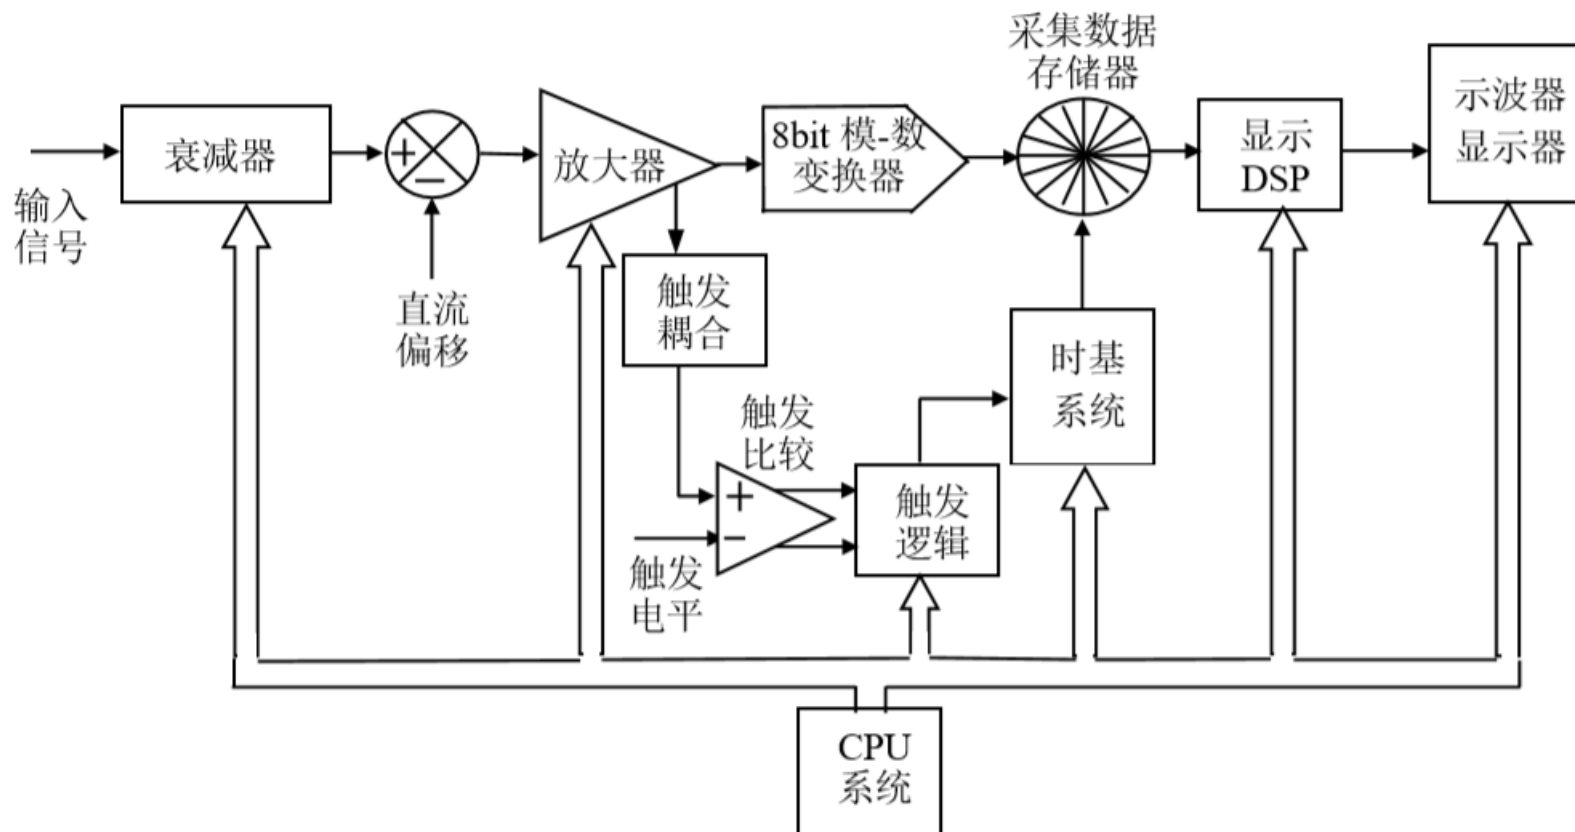 采集数据
存储器
输入
信号
衰减器
+
−
直流
偏移
放大器
8bit 模-数
变换器
显示
DSP
示波器
显示器
触发
耦合
时基
系统
触发
比较
+
−
触发
电平
触发
逻辑
CPU
系统